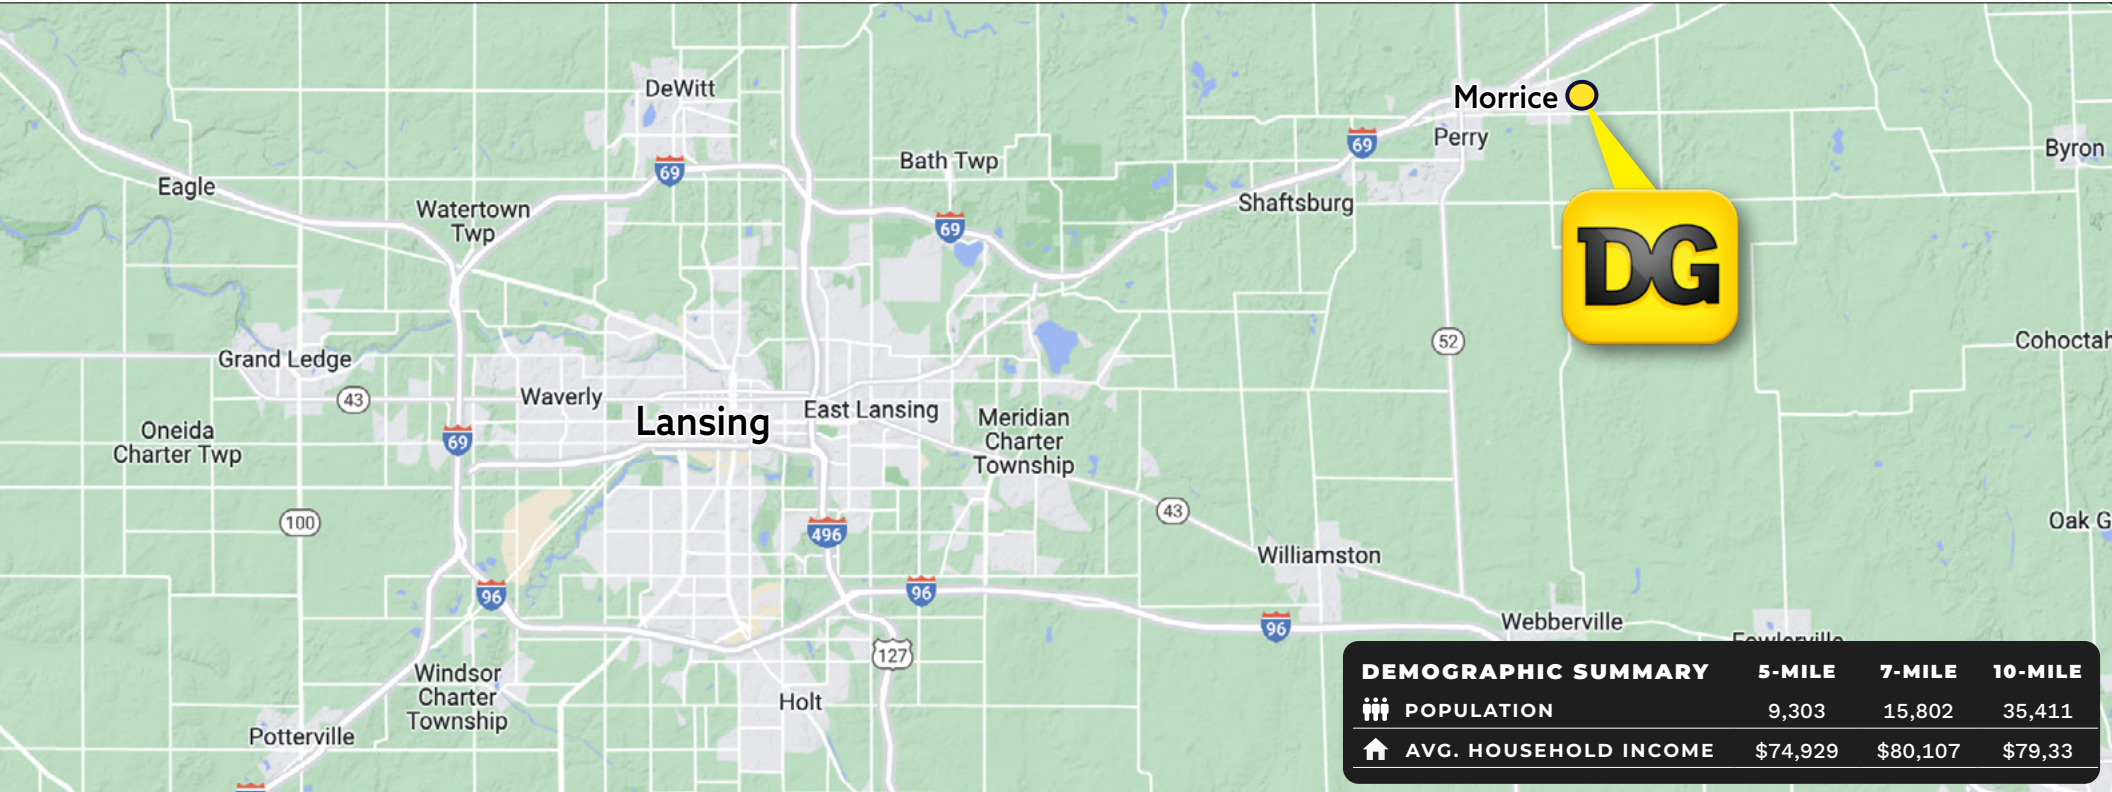 DeWitt
Morrice
Perry
69
Byron
Bath Twp
69
Eagle
Shaftsburg
Watertown
Twp
69
DG
52
Cohoctah
Grand Ledge
43
Waverly
East Lansing
Lansing
Meridian
Charter
Township
Oneida
Charter Twp
69
100
43
Oak G
496
Williamston
96
96
96
Webberville
Fowlerville
127
Windsor
Charter
Township
Holt
Potterville
DEMOGRAPHIC SUMMARY 5-MILE 7-MILE 10-MILE
POPULATION 9,303 15,802 35,411
AVG. HOUSEHOLD INCOME $74,929 $80,107 $79,33